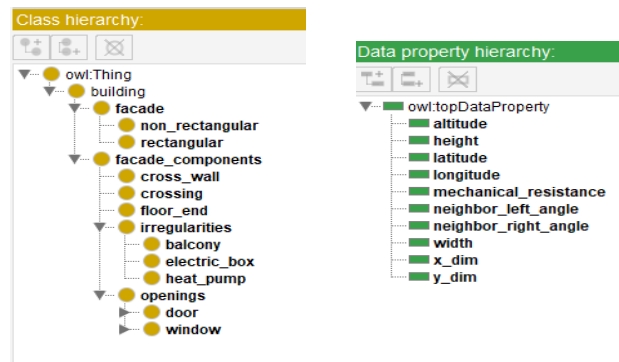 Class hierarchy:
owl:Thing
building
facade
non_rectangular
rectangular
facade_components
cross_wall
crossing
floor_end
irregularities
balcony
electric_box
heat_pump
openings
door
window
Data property hierarchy:
owl:topDataProperty
altitude
height
latitude
longitude
mechanical_resistance
neighbor_left_angle
neighbor_right_angle
width
x_dim
y_dim